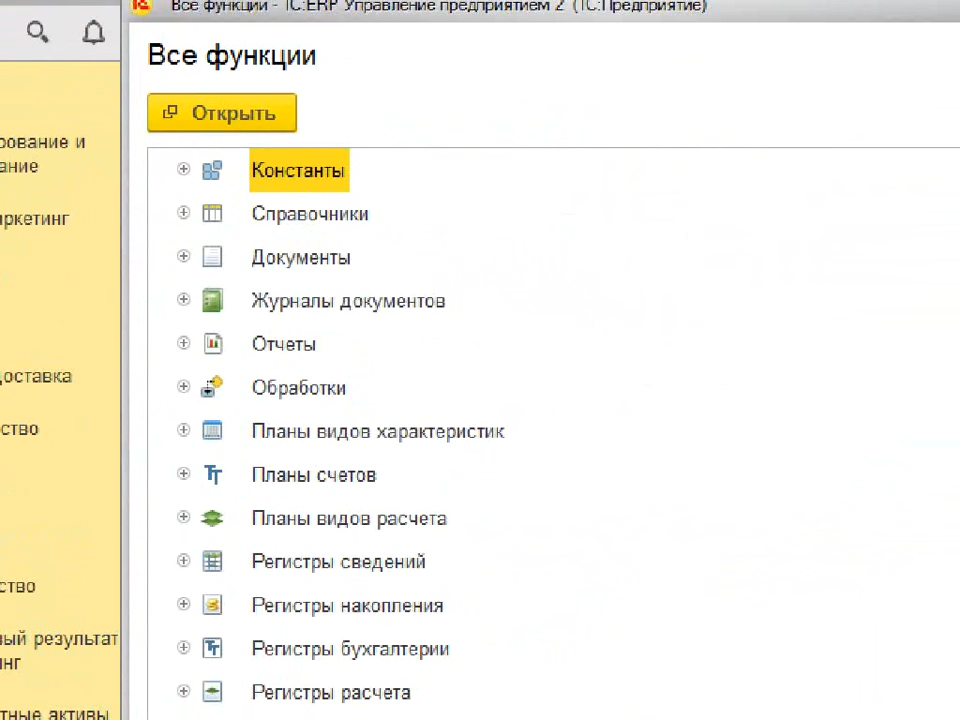 Все функции - 1С:ERP Управление предприятием 2 (1С:Предприятие)
Все функции
Открыть
Константы
Справочники
Документы
Журналы документов
Отчеты
Обработки
Планы видов характеристик
Планы счетов
Планы видов расчета
Регистры сведений
Регистры накопления
Регистры бухгалтерии
Регистры расчета
рование и
ание
аркетинг
доставка
ство
ство
вый результат
нг
тные активы